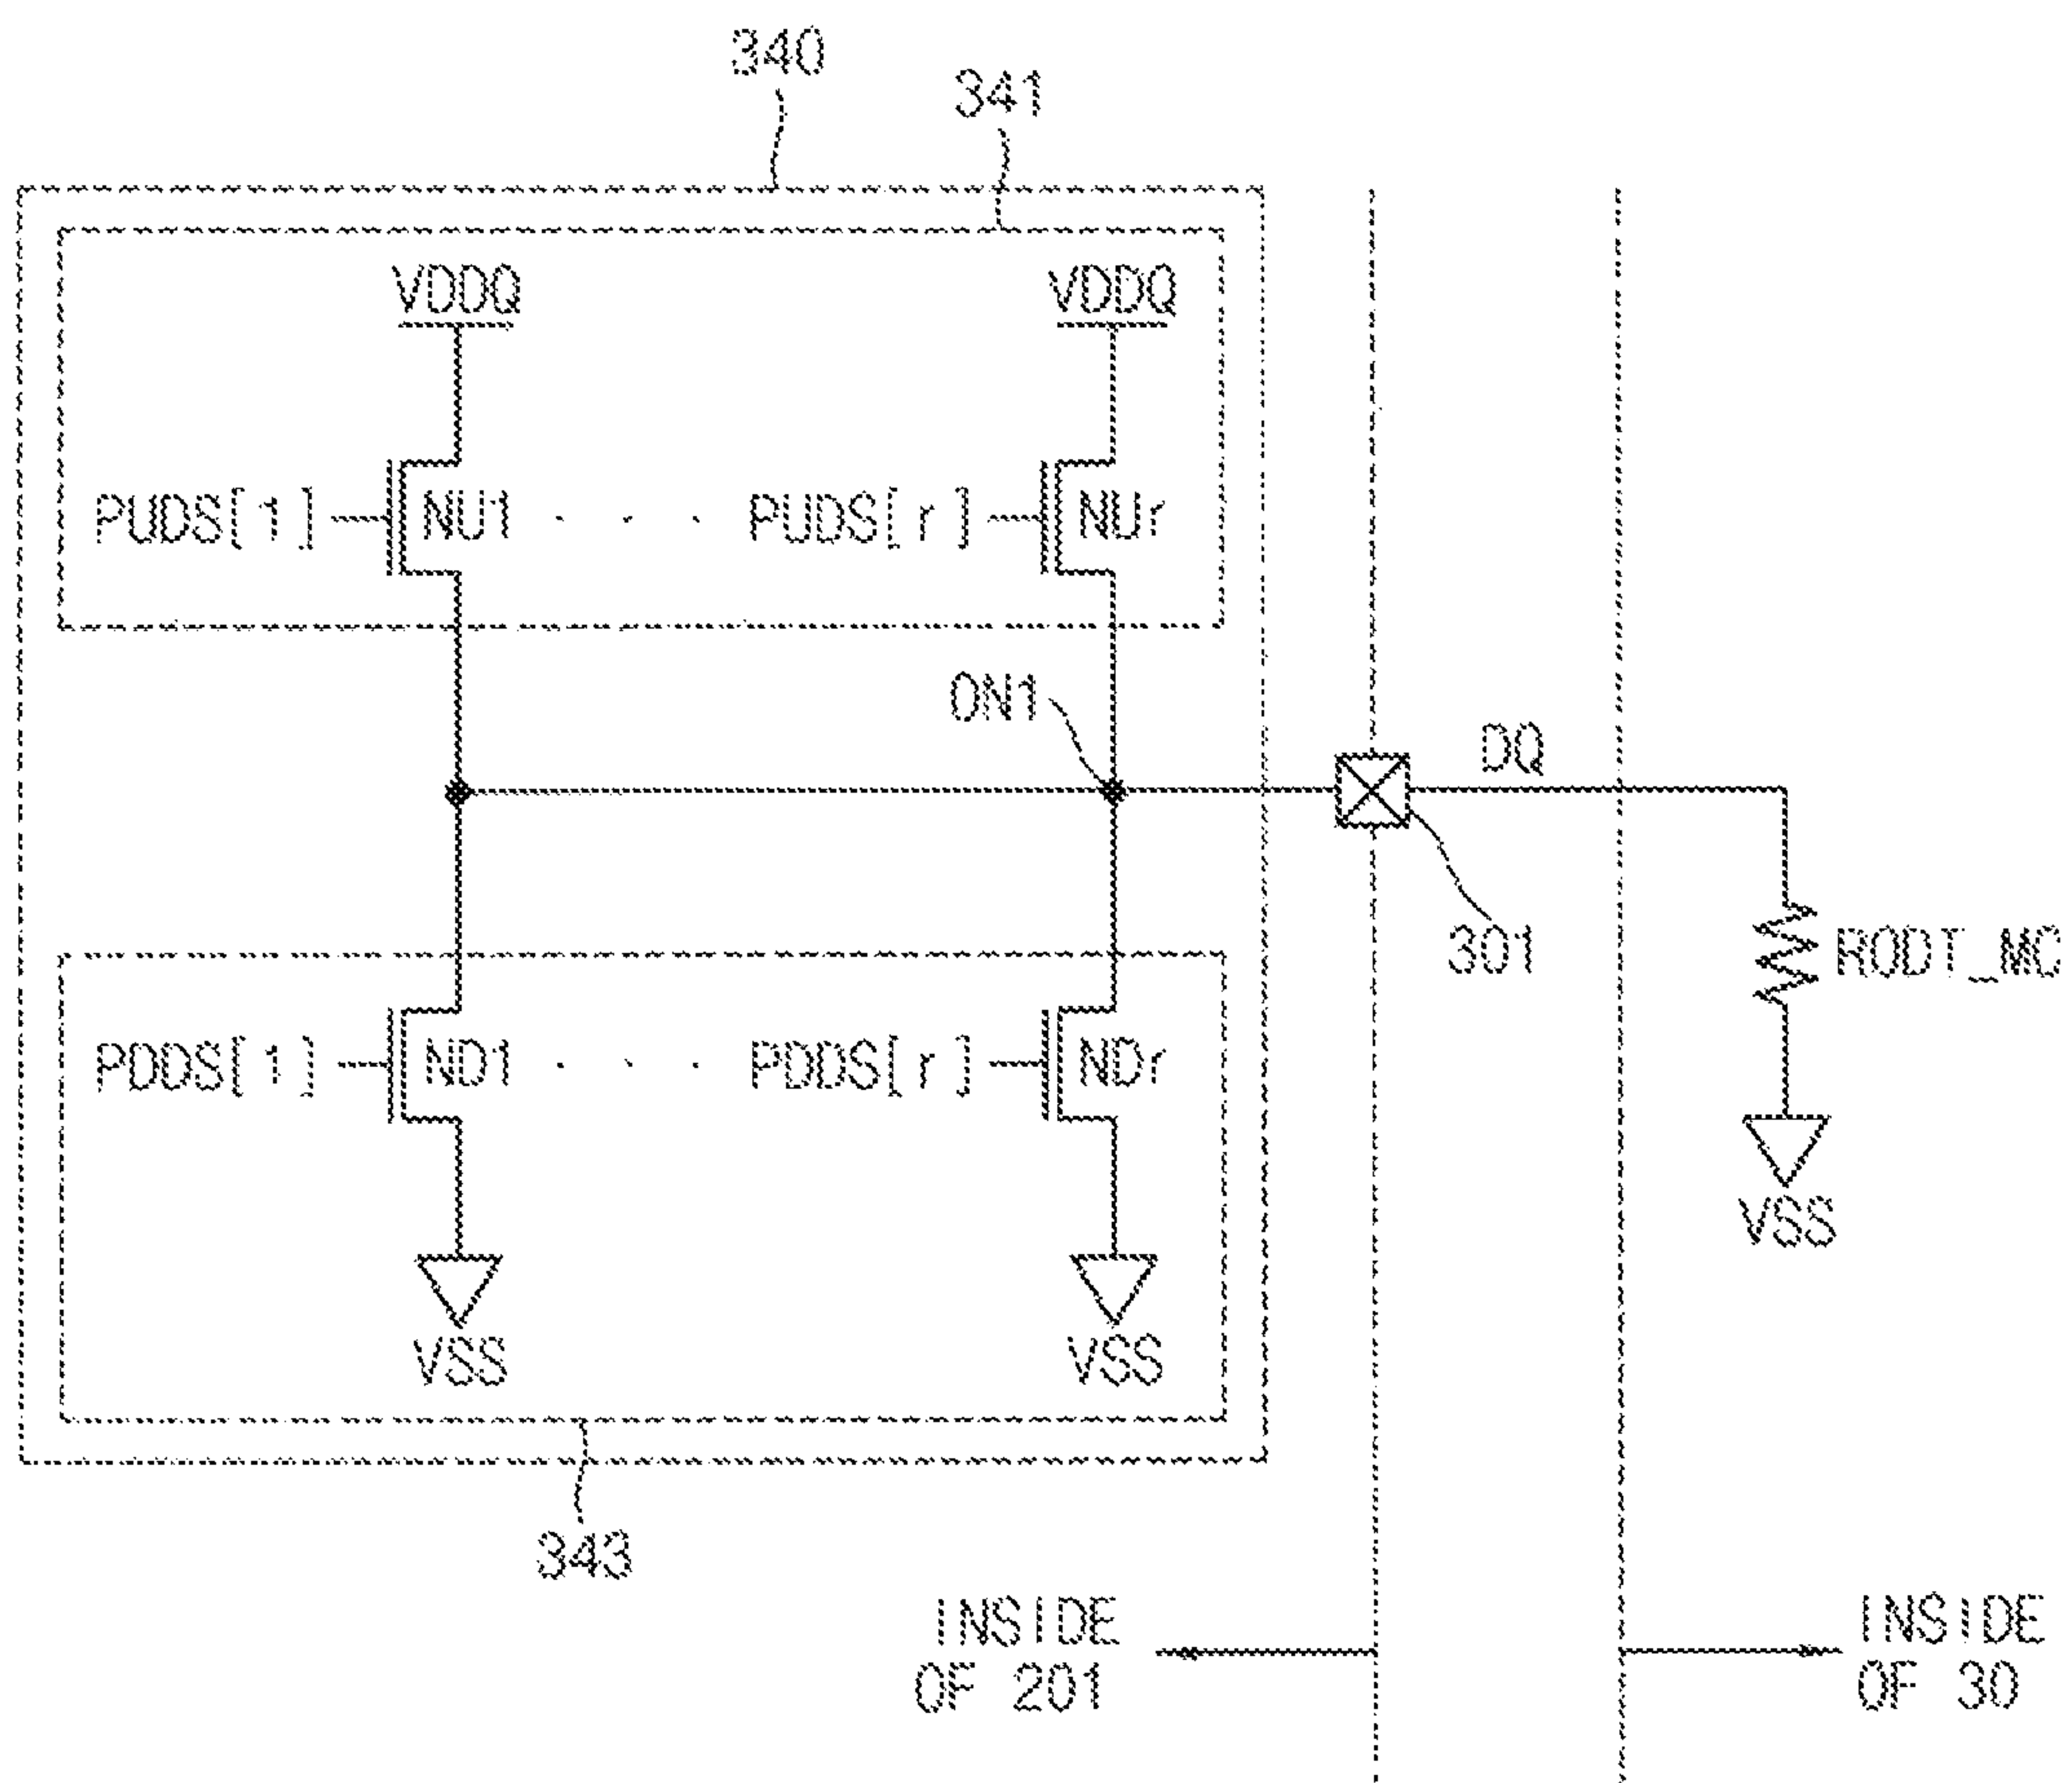 340
341
VDDQ
VDDQ
PUDS[1]
NU1
. . .
PUDS[r]
NUr
ON1
DQ
301
RODT_MC
PDDS[1]
ND1
. . .
PDDS[r]
NDr
VSS
VSS
VSS
343
INSIDE
OF 201
INSIDE
OF 30